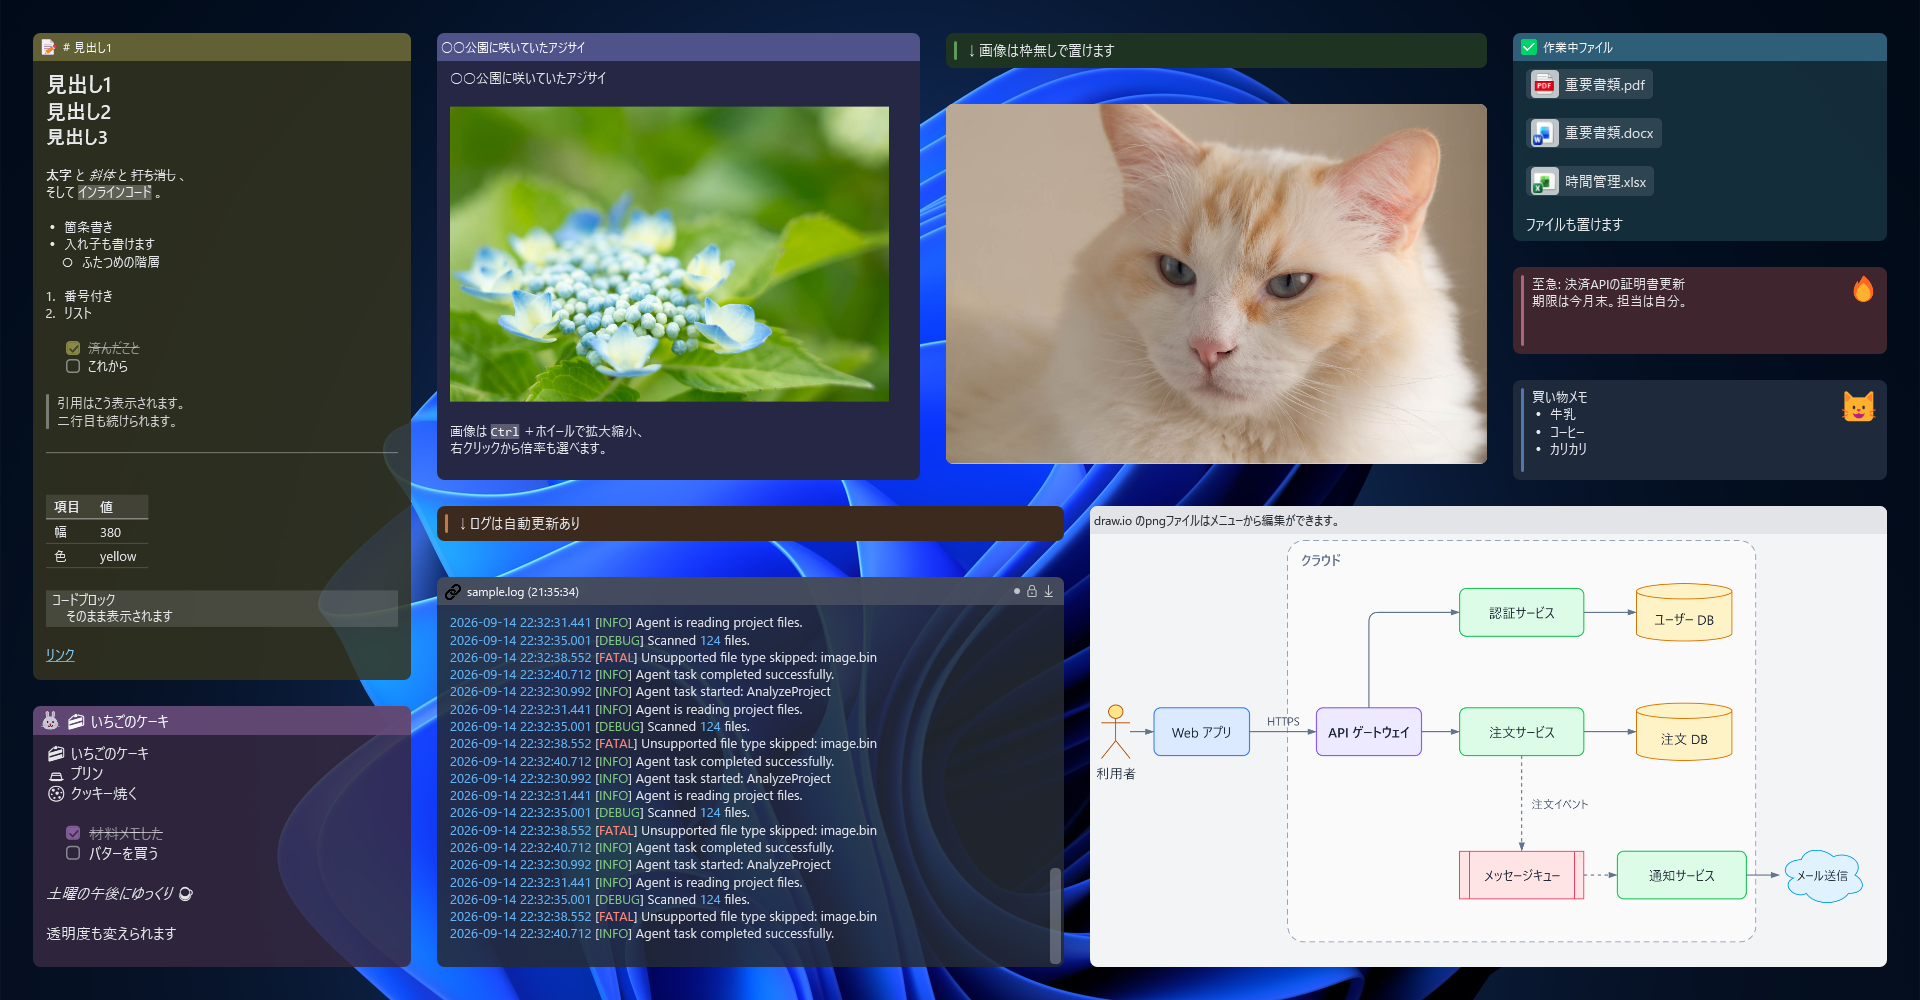 # 見出し1
見出し1
見出し2
見出し3
太字 と 斜体 と 打ち消し 、
そして インラインコード 。
• 箇条書き
• 入れ子も書けます
○ ふたつめの階層
1. 番号付き
2. リスト
済んだこと
これから
引用はこう表示されます。
二行目も続けられます。
項目 値
幅 380
色 yellow
コードブロック
そのまま表示されます
リンク
いちごのケーキ
いちごのケーキ
プリン
クッキー焼く
材料メモした
バターを買う
土曜の午後にゆっくり
透明度も変えられます
○○公園に咲いていたアジサイ
○○公園に咲いていたアジサイ
画像は Ctrl +ホイールで拡大縮小、
右クリックから倍率も選べます。
↓ログは自動更新あり
sample.log (21:35:34)
2026-09-14 22:32:31.441 [INFO] Agent is reading project files.
2026-09-14 22:32:35.001 [DEBUG] Scanned 124 files.
2026-09-14 22:32:38.552 [FATAL] Unsupported file type skipped: image.bin
2026-09-14 22:32:40.712 [INFO] Agent task completed successfully.
2026-09-14 22:32:30.992 [INFO] Agent task started: AnalyzeProject
2026-09-14 22:32:31.441 [INFO] Agent is reading project files.
2026-09-14 22:32:35.001 [DEBUG] Scanned 124 files.
2026-09-14 22:32:38.552 [FATAL] Unsupported file type skipped: image.bin
2026-09-14 22:32:40.712 [INFO] Agent task completed successfully.
2026-09-14 22:32:30.992 [INFO] Agent task started: AnalyzeProject
2026-09-14 22:32:31.441 [INFO] Agent is reading project files.
2026-09-14 22:32:35.001 [DEBUG] Scanned 124 files.
2026-09-14 22:32:38.552 [FATAL] Unsupported file type skipped: image.bin
2026-09-14 22:32:40.712 [INFO] Agent task completed successfully.
2026-09-14 22:32:30.992 [INFO] Agent task started: AnalyzeProject
2026-09-14 22:32:31.441 [INFO] Agent is reading project files.
2026-09-14 22:32:35.001 [DEBUG] Scanned 124 files.
2026-09-14 22:32:38.552 [FATAL] Unsupported file type skipped: image.bin
2026-09-14 22:32:40.712 [INFO] Agent task completed successfully.
↓画像は枠無しで置けます
作業中ファイル
PDF 重要書類.pdf
W 重要書類.docx
X 時間管理.xlsx
ファイルも置けます
至急: 決済APIの証明書更新
期限は今月末。担当は自分。
買い物メモ
• 牛乳
• コーヒー
• カリカリ
draw.io のpngファイルはメニューから編集ができます。
クラウド
認証サービス
ユーザー DB
利用者
Web アプリ
HTTPS
API ゲートウェイ
注文サービス
注文 DB
注文イベント
メッセージキュー
通知サービス
メール送信